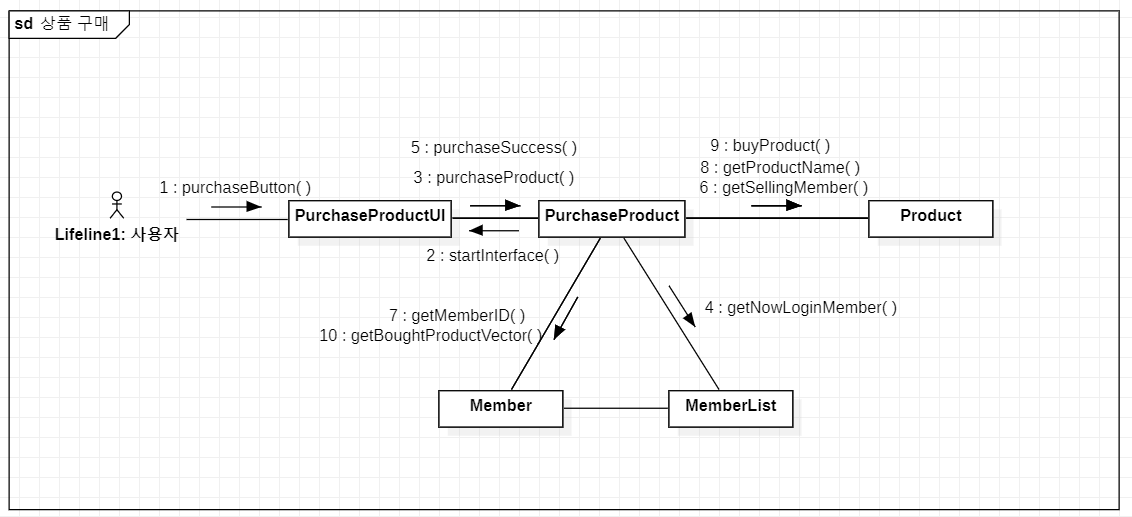 sd 상품 구매
5 : purchaseSuccess( )
9 : buyProduct( )
3 : purchaseProduct( )
8 : getProductName( )
1 : purchaseButton( )
6 : getSellingMember( )
PurchaseProductUI
PurchaseProduct
Product
Lifeline1: 사용자
2 : startInterface( )
7 : getMemberID( )
4 : getNowLoginMember( )
10 : getBoughtProductVector( )
Member
MemberList